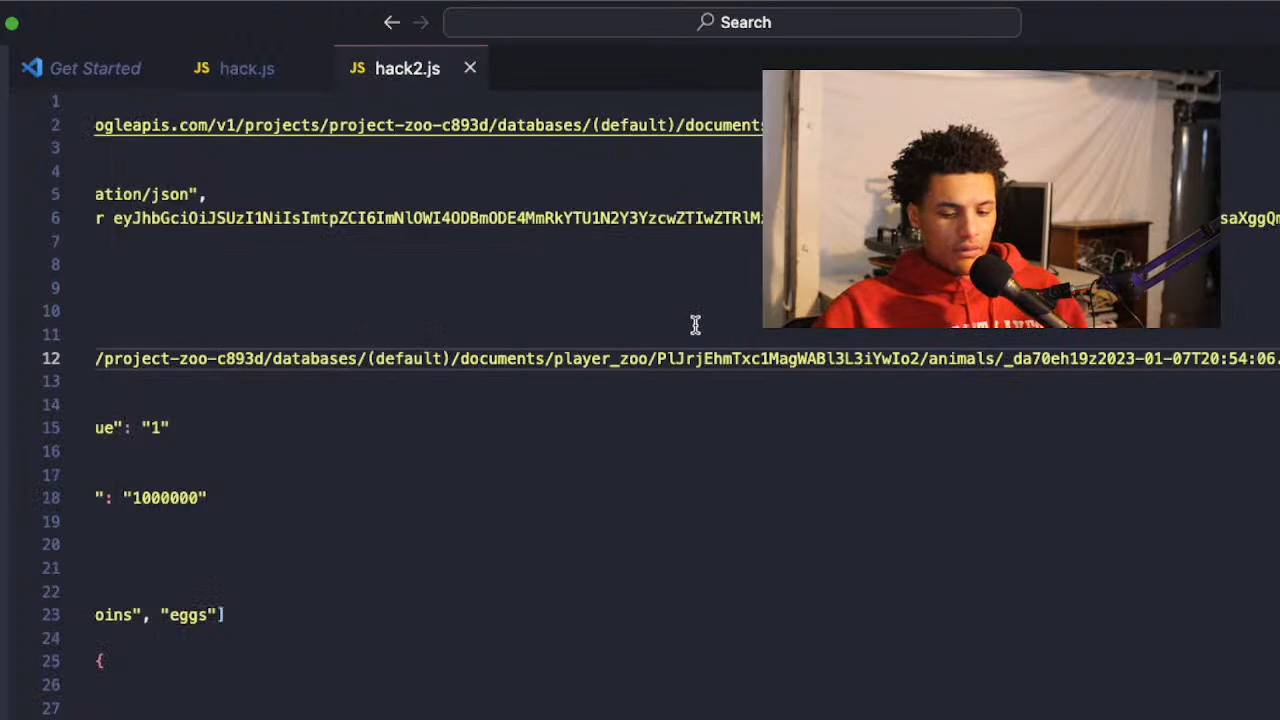 Search
Get Started
JS hack.js
JS hack2.js
1
2 ogleapis.com/v1/projects/project-zoo-c893d/databases/(default)/documents
3
4
5 ation/json",
6 r
7
8
9
10
11
12 /project-zoo-c893d/databases/(default)/documents/player_zoo/PlJrjEhmTxc1MagWABl3L3iYwIo2/animals/_da70eh19z2023-01-07T20:54:06.
13
14
15 ue": "1"
16
17
18 ": "1000000"
19
20
21
22
23 oins", "eggs"]
24
25 {
26
27